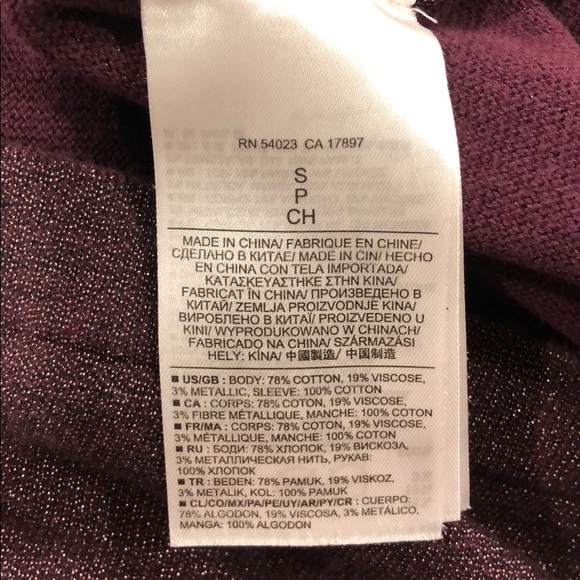 RN 54023 CA 17897
S
P
CH
MADE IN CHINA/ FABRIQUE EN CHINE/
СДЕЛАНО В КИТАЕ/ MADE IN CIN/ HECHO
EN CHINA CON TELA IMPORTADA/
ΚΑΤΑΣΚΕΥΑΣΤΗΚΕ ΣΤΗΝ ΚΙΝΑ/
FABRICAT ÎN CHINA/ ПРОИЗВЕДЕНО В
КИТАЙ/ ZEMLJA PROIZVODNJE KINA/
ВИРОБЛЕНО В КИТАЇ/ PROIZVEDENO U
KINI/ WYPRODUKOWANO W CHINACH/
FABRICADO NA CHINA/ SZÁRMAZÁSI
HELY: KÍNA/ 中國製造/ 中国制造
■ US/GB : BODY: 78% COTTON, 19% VISCOSE,
3% METALLIC, SLEEVE: 100% COTTON
■ CA : CORPS: 78% COTON, 19% VISCOSE,
3% FIBRE MÉTALLIQUE, MANCHE: 100% COTON
■ FR/MA : CORPS: 78% COTON, 19% VISCOSE,
3% MÉTALLIQUE, MANCHE: 100% COTON
■ RU : БОДИ: 78% ХЛОПОК, 19% ВИСКОЗА,
3% МЕТАЛЛИЧЕСКАЯ НИТЬ, РУКАВ:
100% ХЛОПОК
■ TR : BEDEN: 78% PAMUK, 19% VISKOZ,
3% METALIK, KOL: 100% PAMUK
■ CL/CO/MX/PA/PE/UY/AR/PY/CR : CUERPO:
78% ALGODON, 19% VISCOSA, 3% METÁLICO,
MANGA: 100% ALGODON